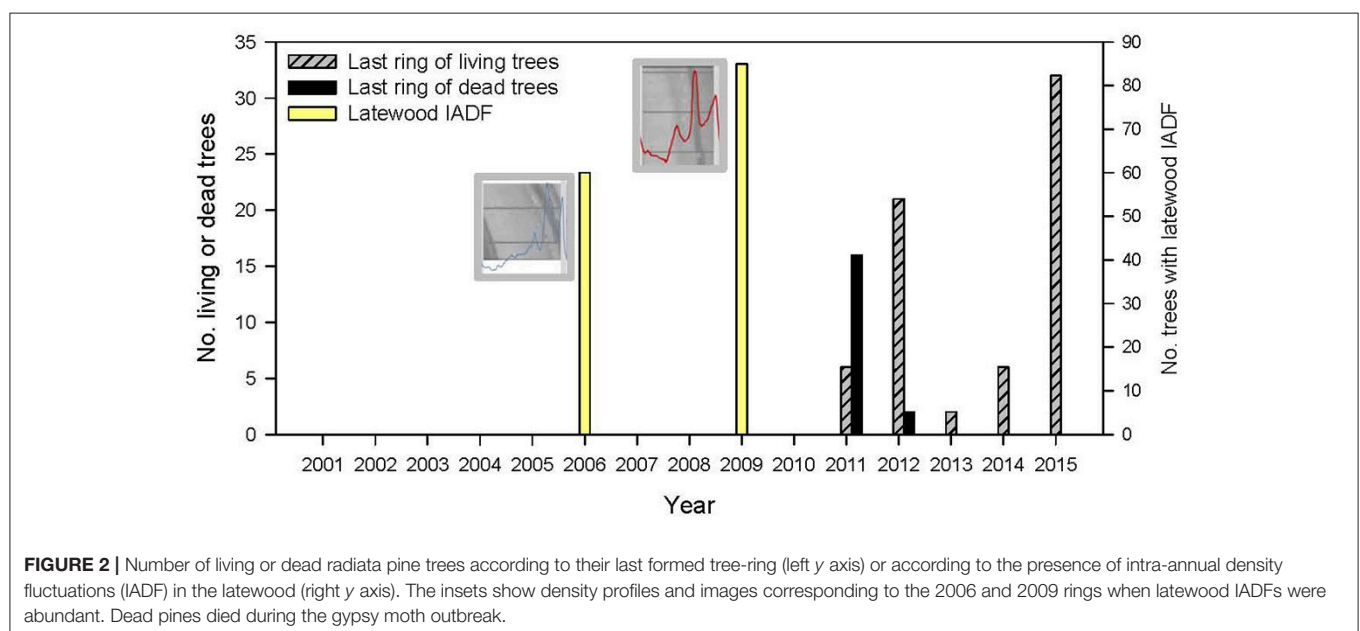 35
30
25
20
15
10
5
0
No. living or dead trees
Last ring of living trees
Last ring of dead trees
Latewood IADF
90
80
70
60
50
40
30
20
10
0
No. trees with latewood IADF
2001 2002 2003 2004 2005 2006 2007 2008 2009 2010 2011 2012 2013 2014 2015
Year
FIGURE 2 | Number of living or dead radiata pine trees according to their last formed tree-ring (left y axis) or according to the presence of intra-annual density
fluctuations (IADF) in the latewood (right y axis). The insets show density profiles and images corresponding to the 2006 and 2009 rings when latewood IADFs were
abundant. Dead pines died during the gypsy moth outbreak.